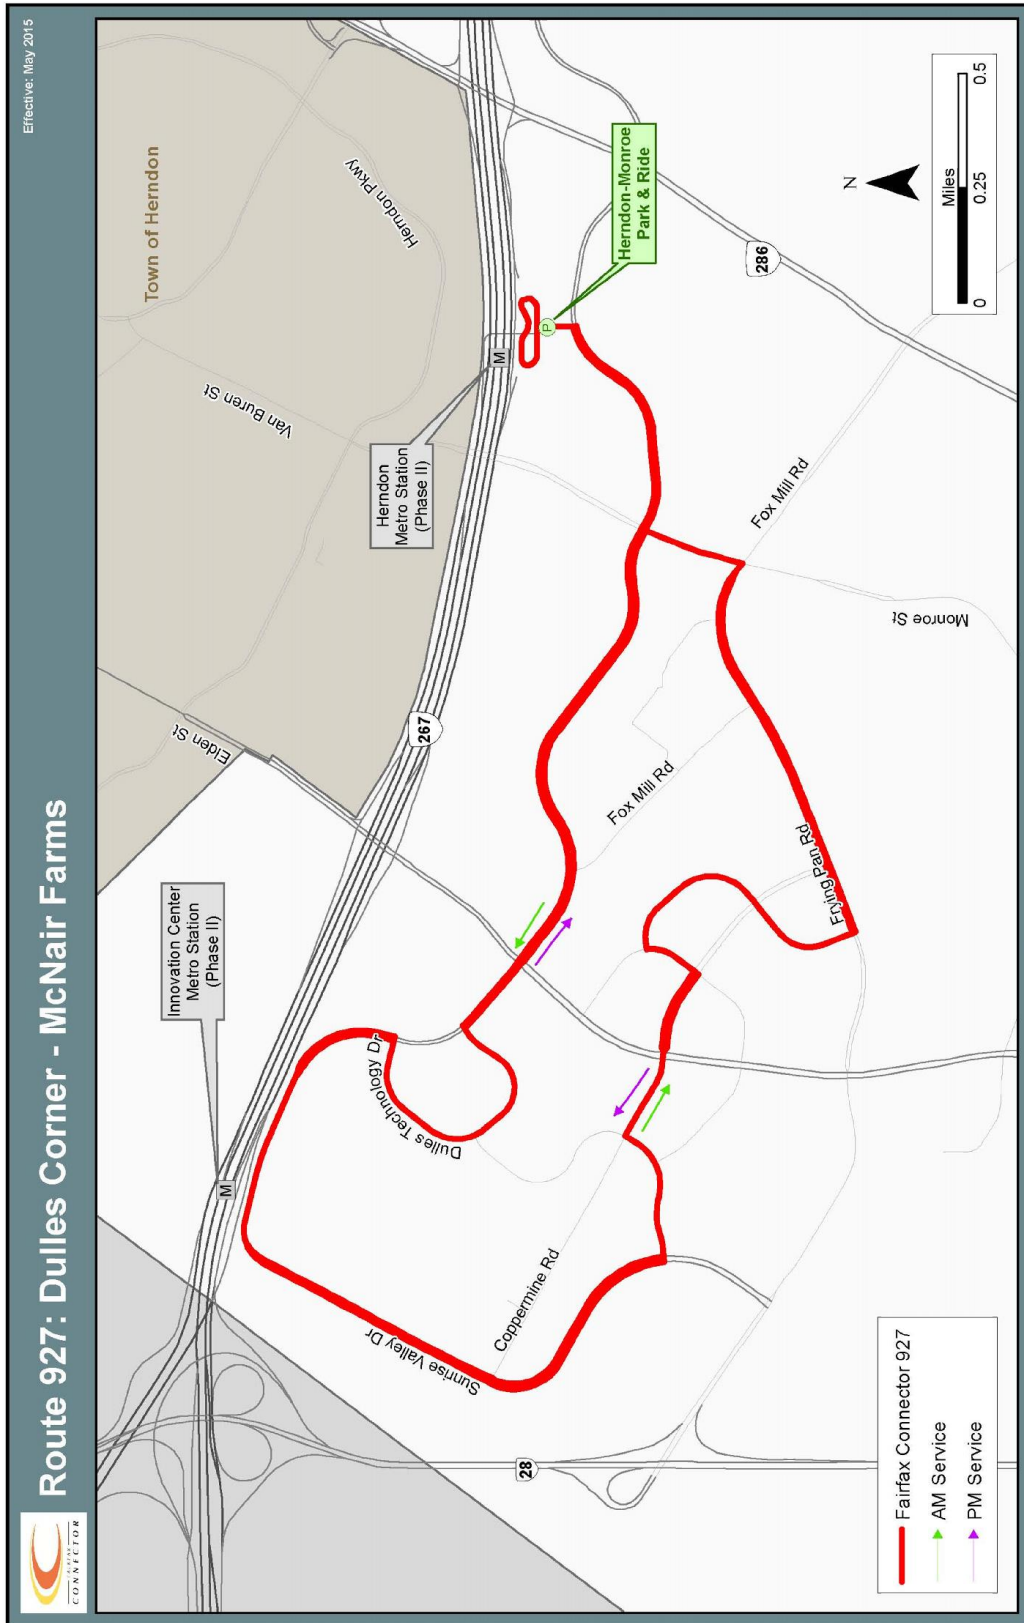 Route 927: Dulles Corner - McNair Farms
Effective: May 2015
CONNECTOR
Town of Herndon
Herndon Pkwy
Van Buren St
Elden St
Innovation Center
Metro Station
(Phase II)
M
Herndon
Metro Station
(Phase II)
M
267
Herndon-Monroe
Park & Ride
P
286
Dulles Technology Dr
Sunrise Valley Dr
Coppermine Rd
Fox Mill Rd
Fox Mill Rd
Frying Pan Rd
Monroe St
28
N
Miles
0
0.25
0.5
Fairfax Connector 927
AM Service
PM Service